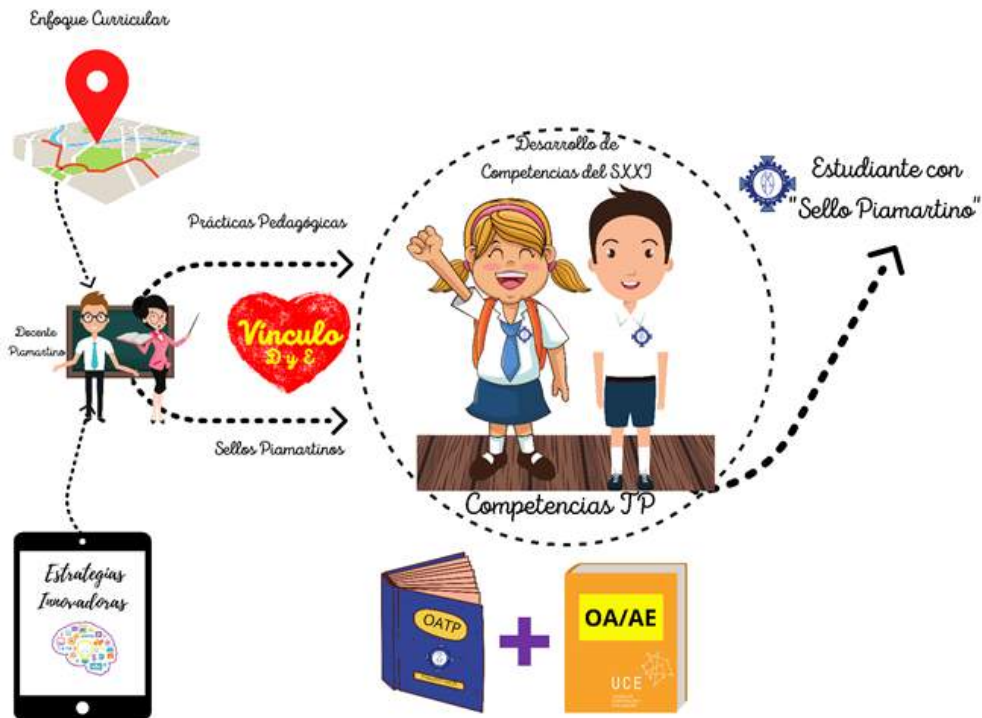 Enfoque Curricular
Desarrollo de
Competencias del SXXI
Estudiante con
"Sello Piamartino"
Prácticas Pedagógicas
Docente
Piamartino
Vínculo
D y E
Sellos Piamartinos
Competencias TP
Estrategias
Innovadoras
OATP
OA/AE
UCE